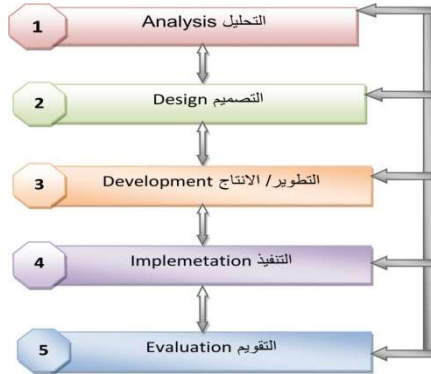 1 Analysis التحليل
2 Design التصميم
3 Development التطوير/ الانتاج
4 Implemetation التنفيذ
5 Evaluation التقويم